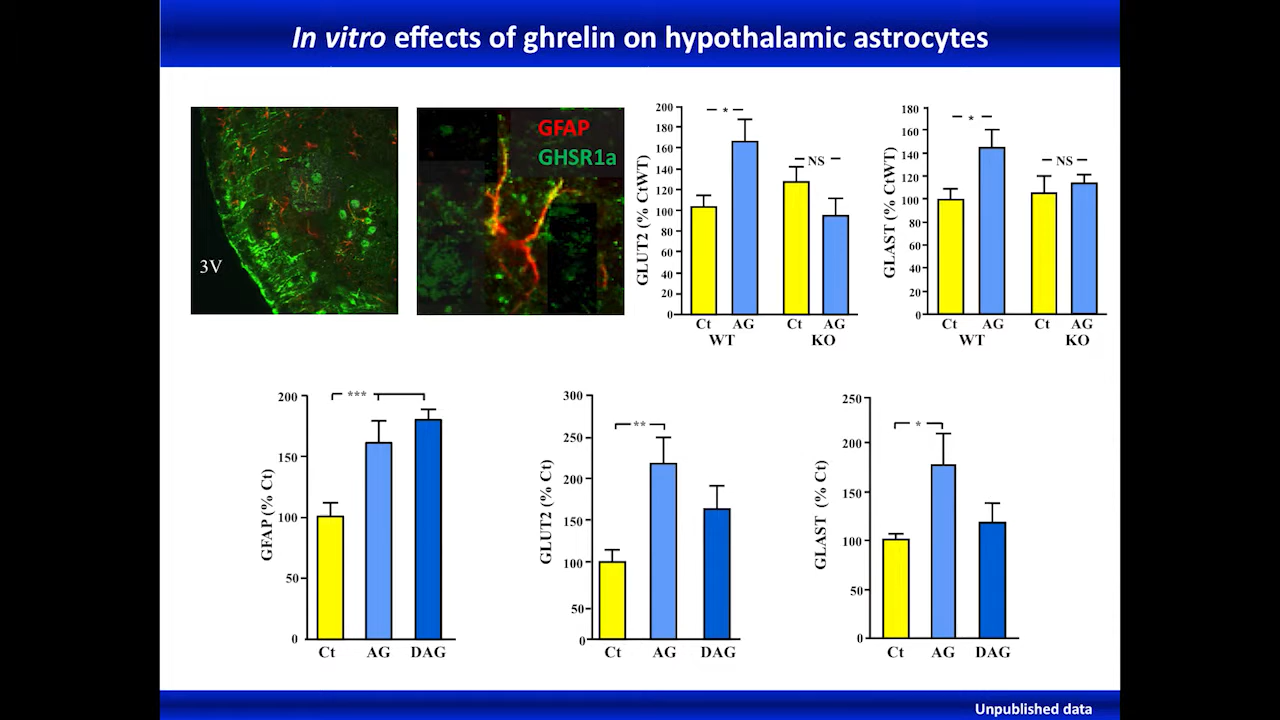 In vitro effects of ghrelin on hypothalamic astrocytes
3V
GFAP
GHSR1a
GLUT2 (% CtWT)
200
180
160
140
120
100
80
60
40
20
0
*
NS
Ct AG Ct AG
WT KO
GLAST (% CtWT)
180
160
140
120
100
80
60
40
20
0
*
NS
Ct AG Ct AG
WT KO
GFAP (% Ct)
200
150
100
50
0
***
Ct AG DAG
GLUT2 (% Ct)
300
250
200
150
100
50
0
**
Ct AG DAG
GLAST (% Ct)
250
200
150
100
50
0
*
Ct AG DAG
Unpublished data